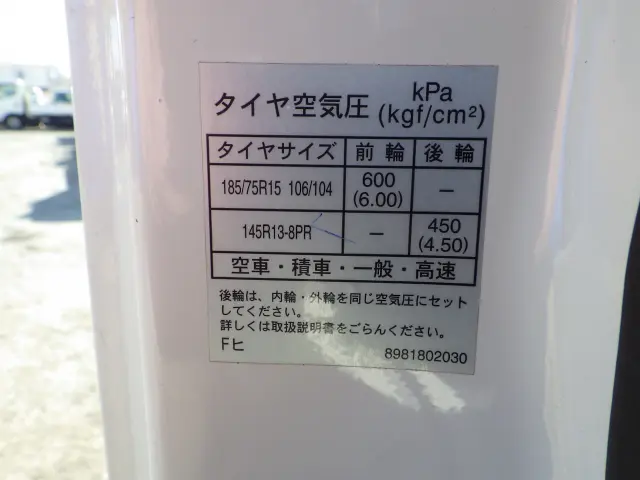 タイヤ空気圧 kPa (kgf/cm²)
タイヤサイズ 前輪 後輪
185/75R15 106/104 600 (6.00) −
145R13-8PR − 450 (4.50)
空車・積車・一般・高速
後輪は、内輪・外輪を同じ空気圧にセット
してください。
詳しくは取扱説明書をごらんください。
Fヒ 8981802030